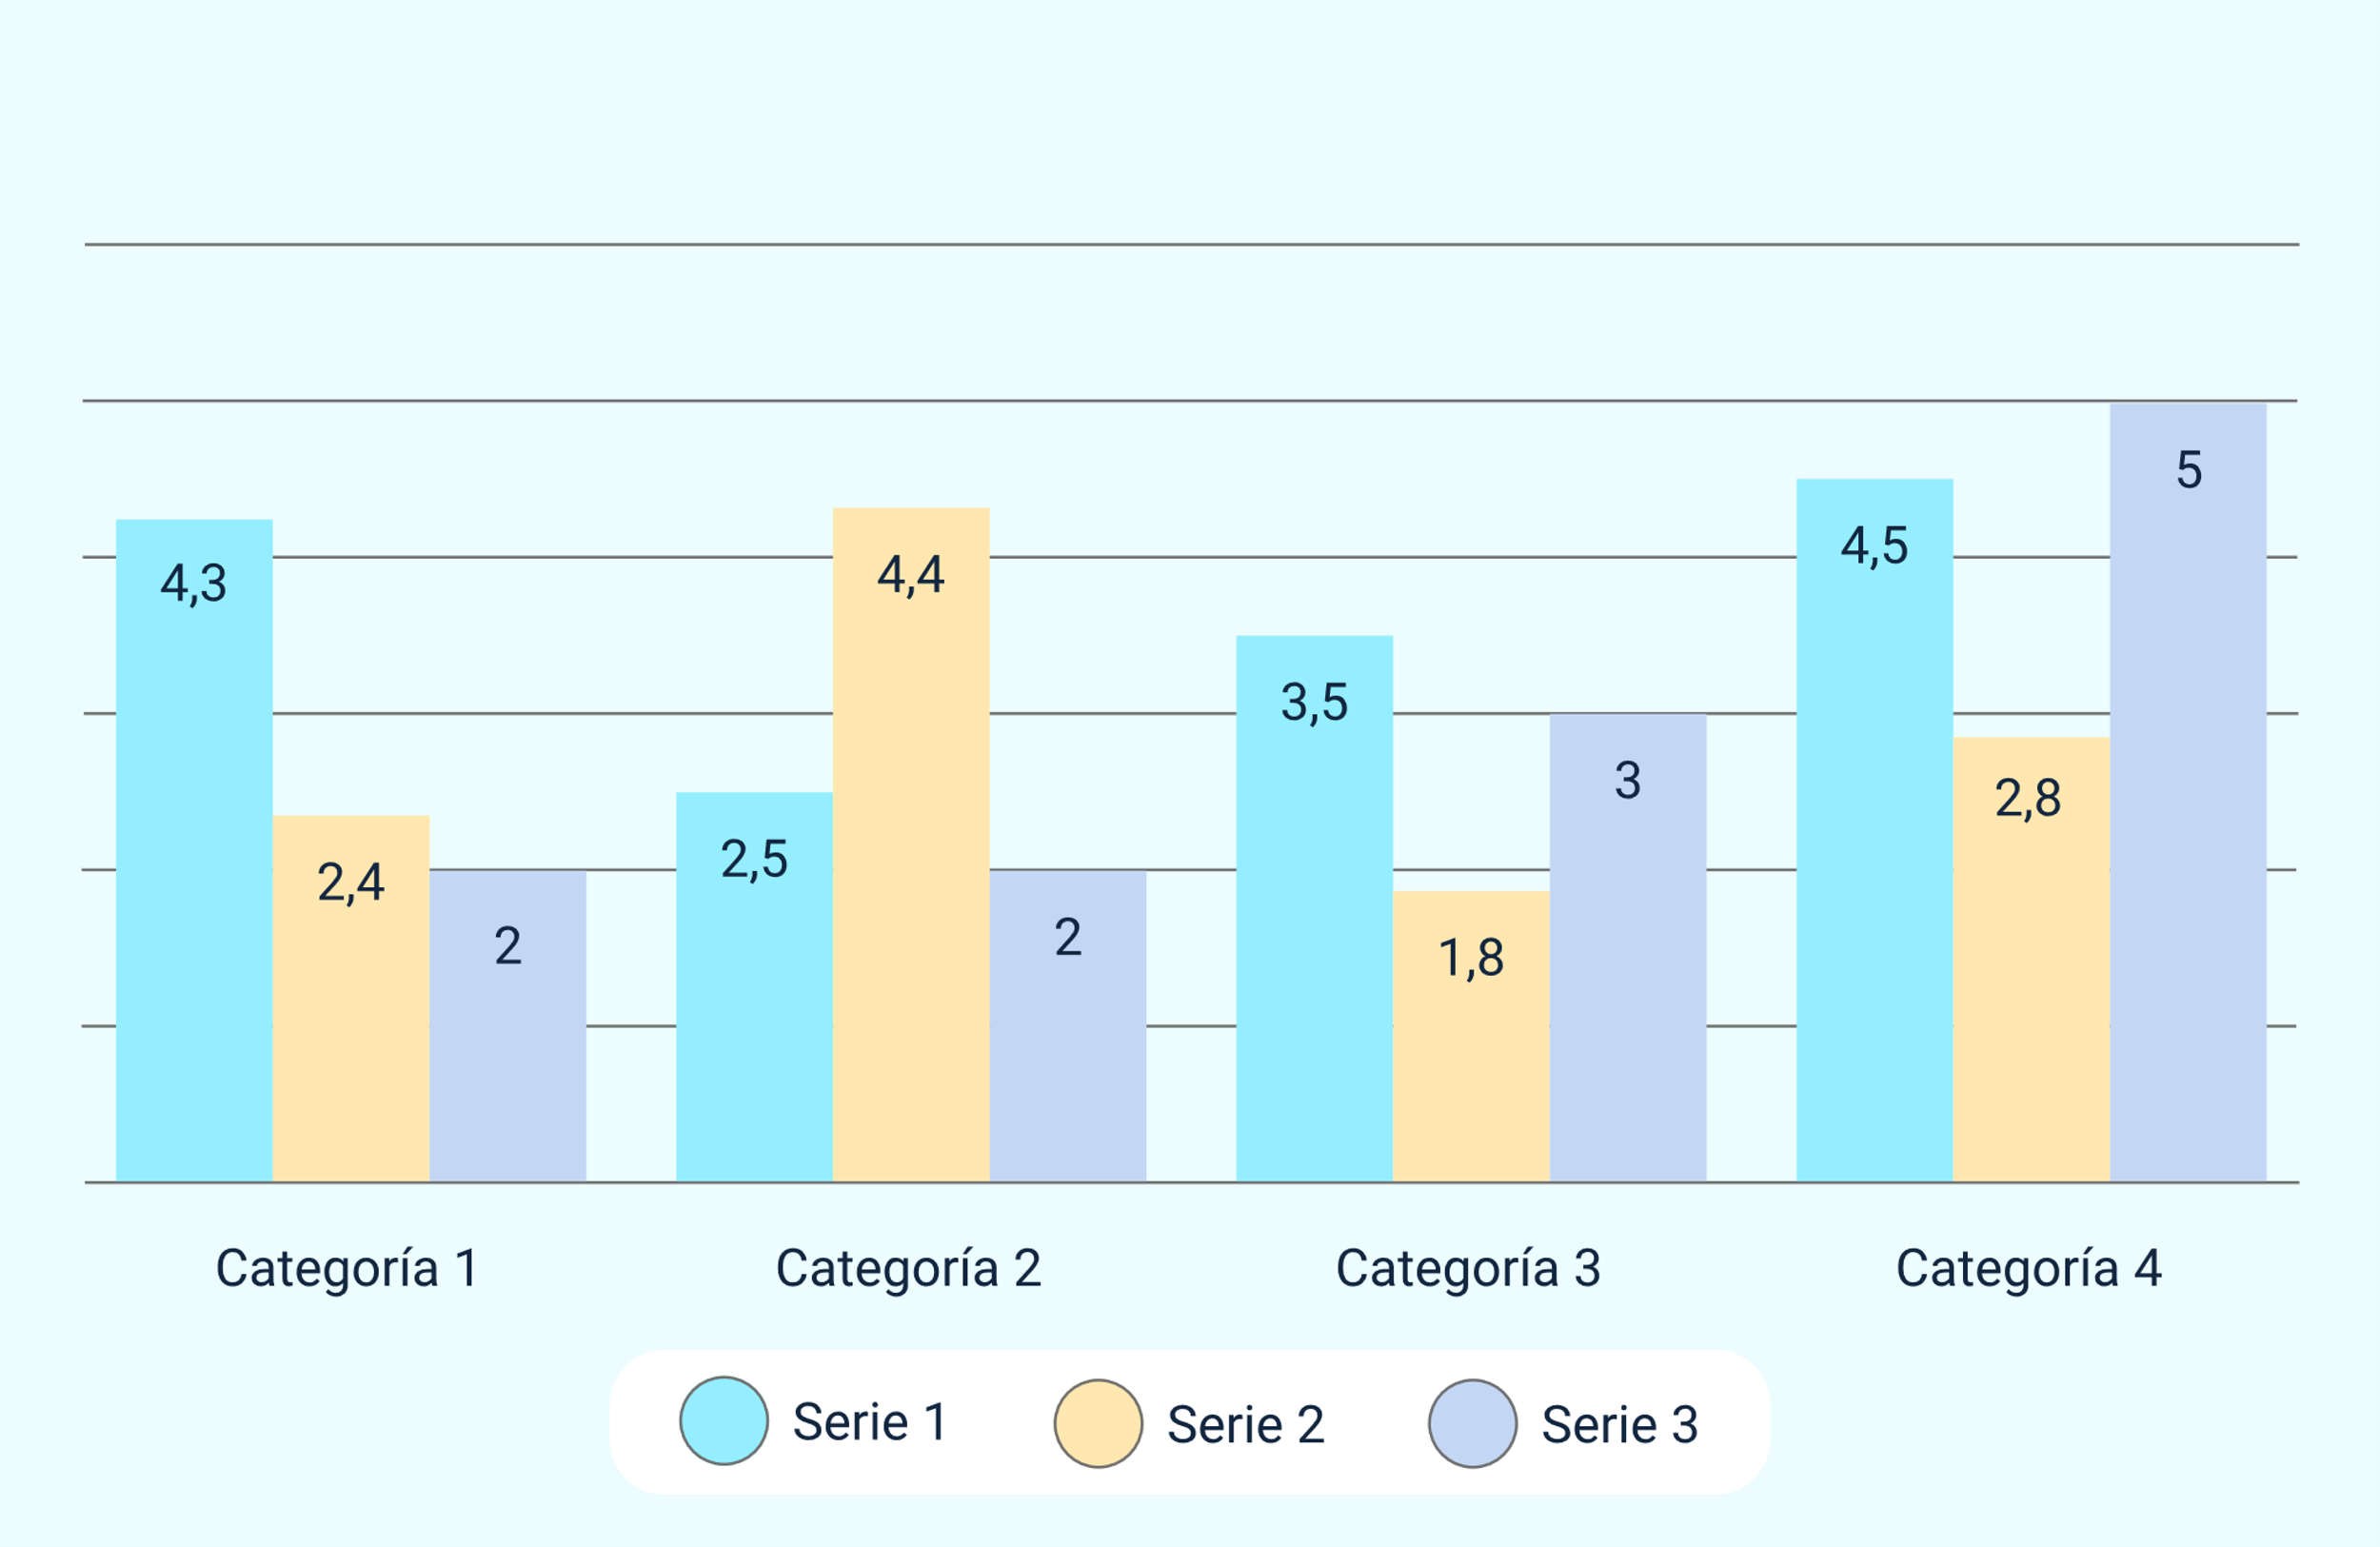 4,3
2,4
2
2,5
4,4
2
3,5
1,8
3
4,5
2,8
5
Categoría 1
Categoría 2
Categoría 3
Categoría 4
Serie 1
Serie 2
Serie 3